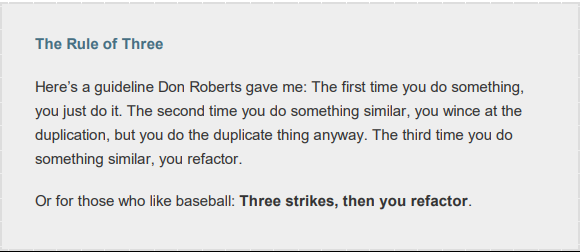 The Rule of Three
Here’s a guideline Don Roberts gave me: The first time you do something,
you just do it. The second time you do something similar, you wince at the
duplication, but you do the duplicate thing anyway. The third time you do
something similar, you refactor.
Or for those who like baseball: Three strikes, then you refactor.